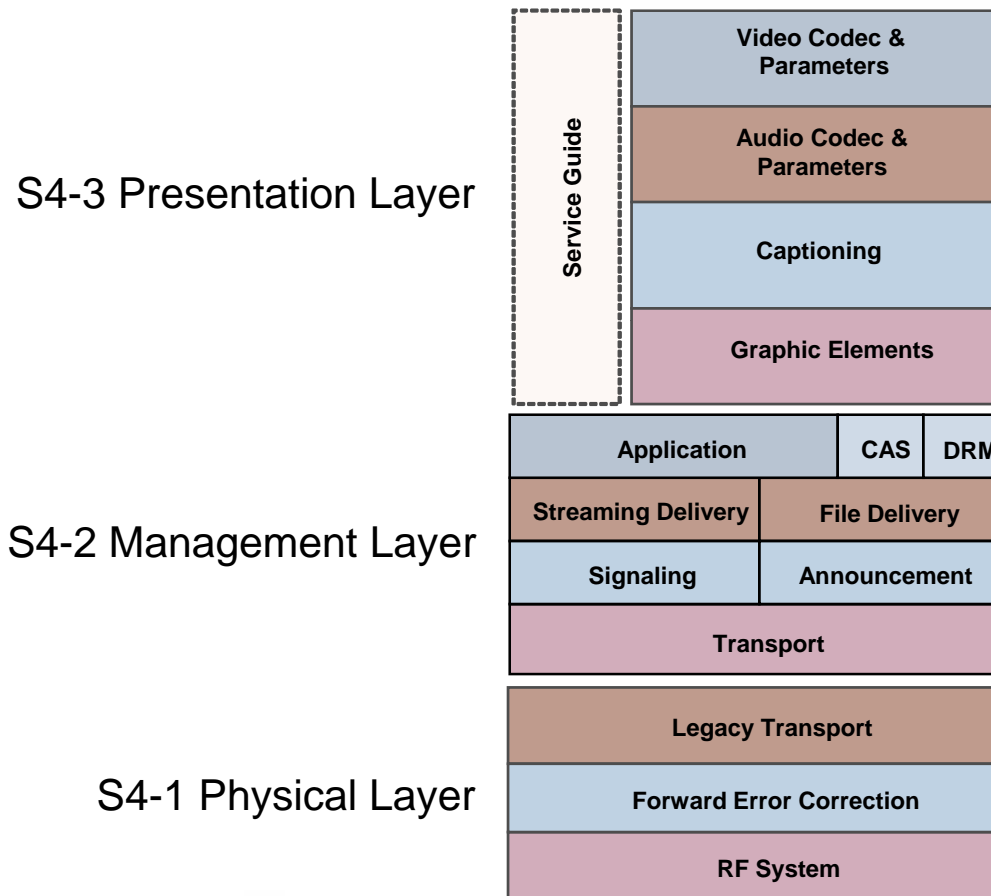 S4-3 Presentation Layer
Service Guide
Video Codec &
Parameters
Audio Codec &
Parameters
Captioning
Graphic Elements
S4-2 Management Layer
Application
CAS
DRM
Streaming Delivery
File Delivery
Signaling
Announcement
Transport
S4-1 Physical Layer
Legacy Transport
Forward Error Correction
RF System